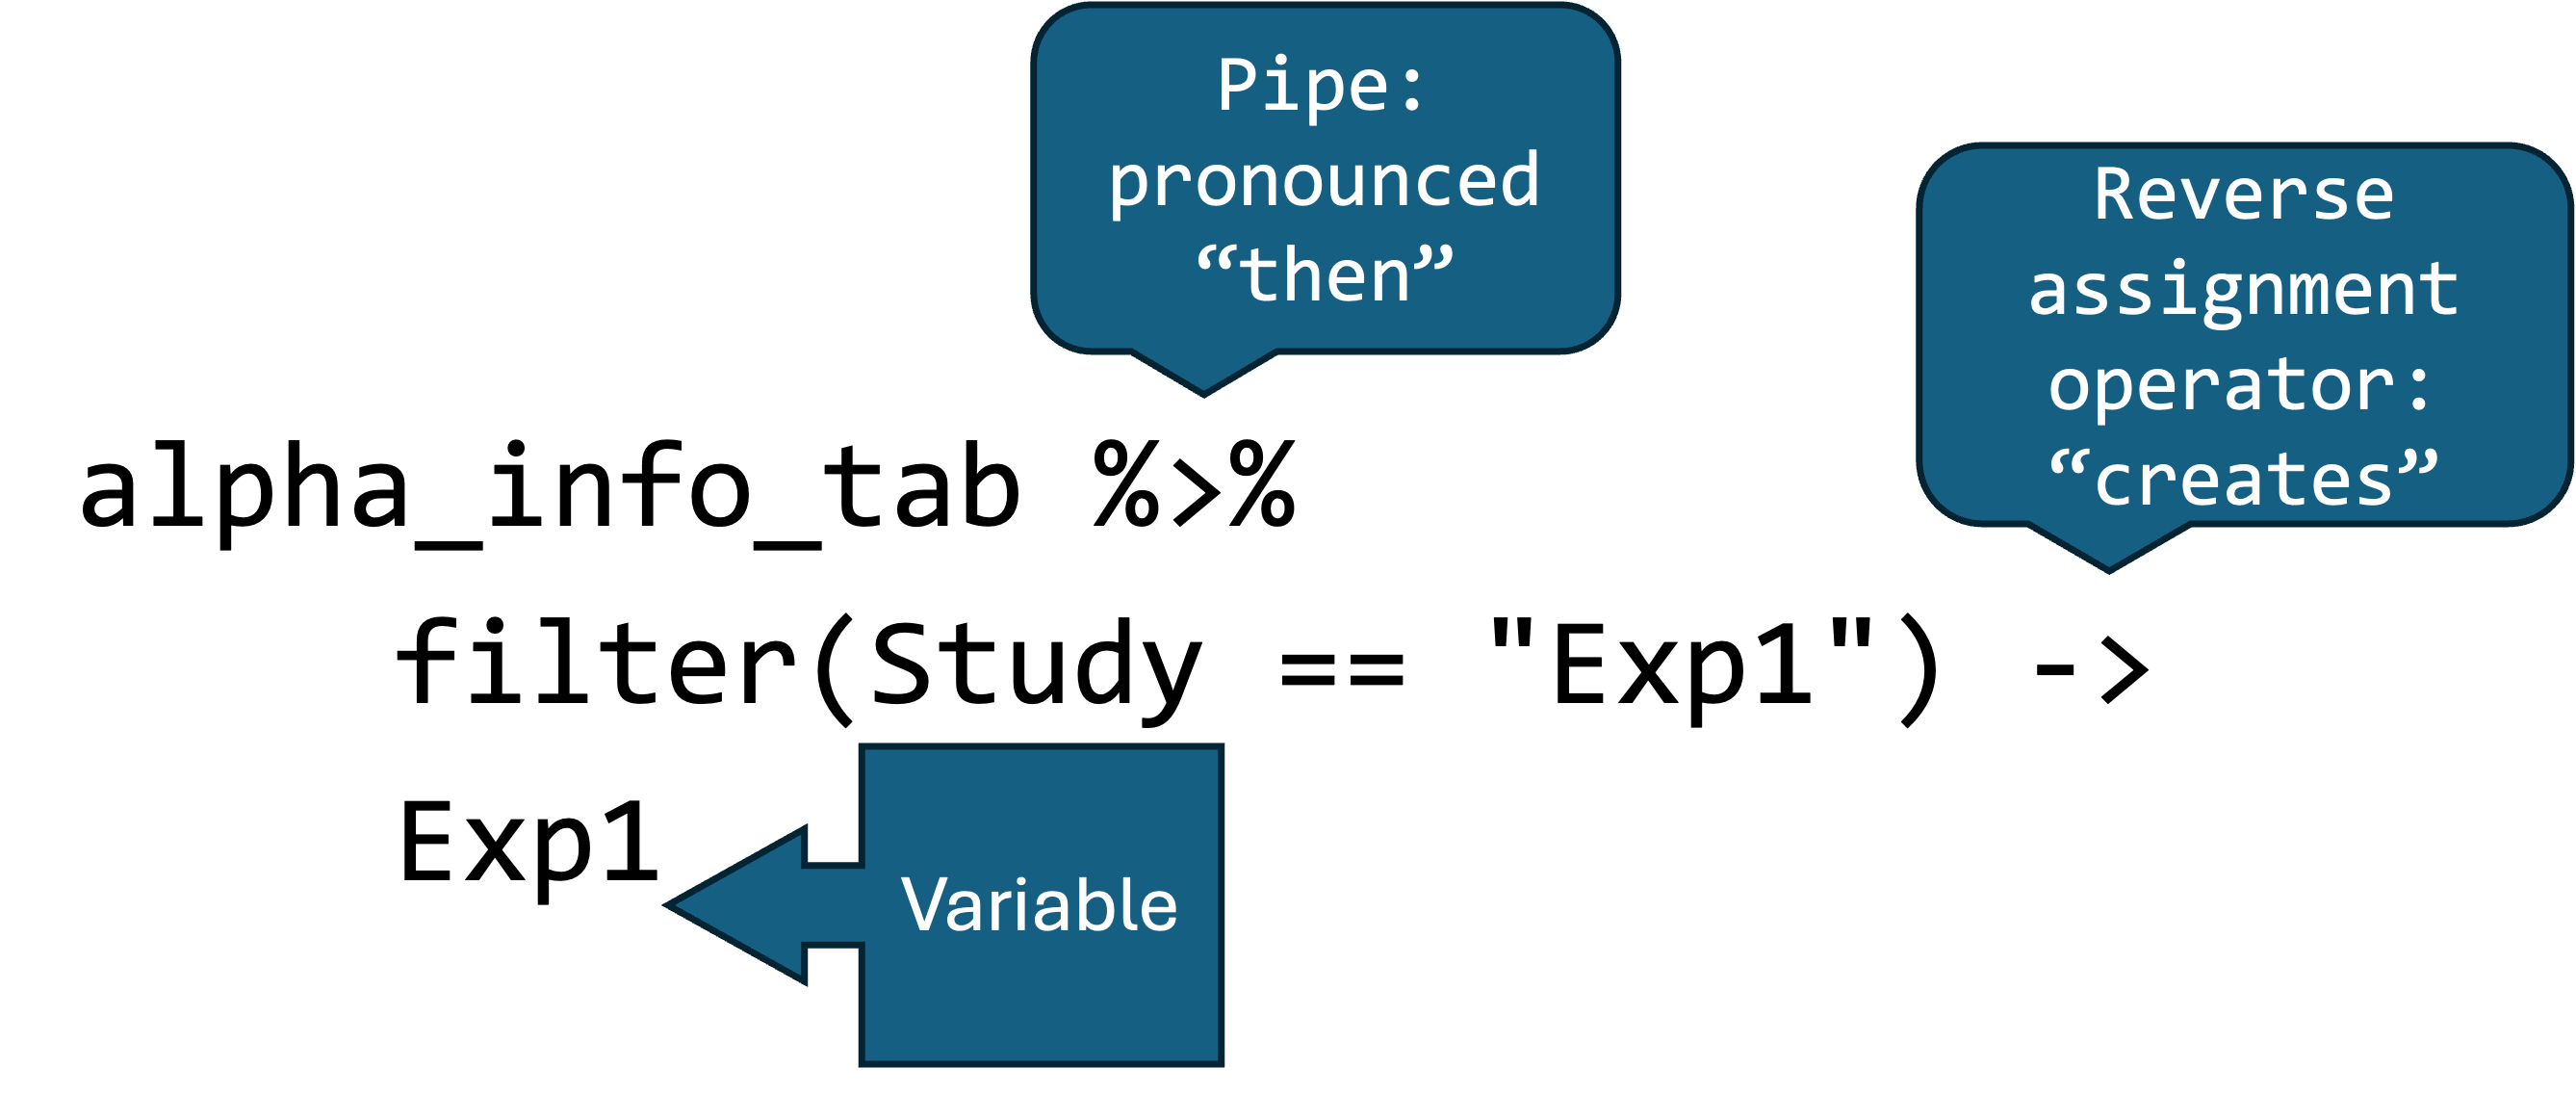 Pipe:
pronounced
“then”
Reverse
assignment
operator:
“creates”
alpha_info_tab %>%
filter(Study == "Exp1") ->
Exp1
Variable